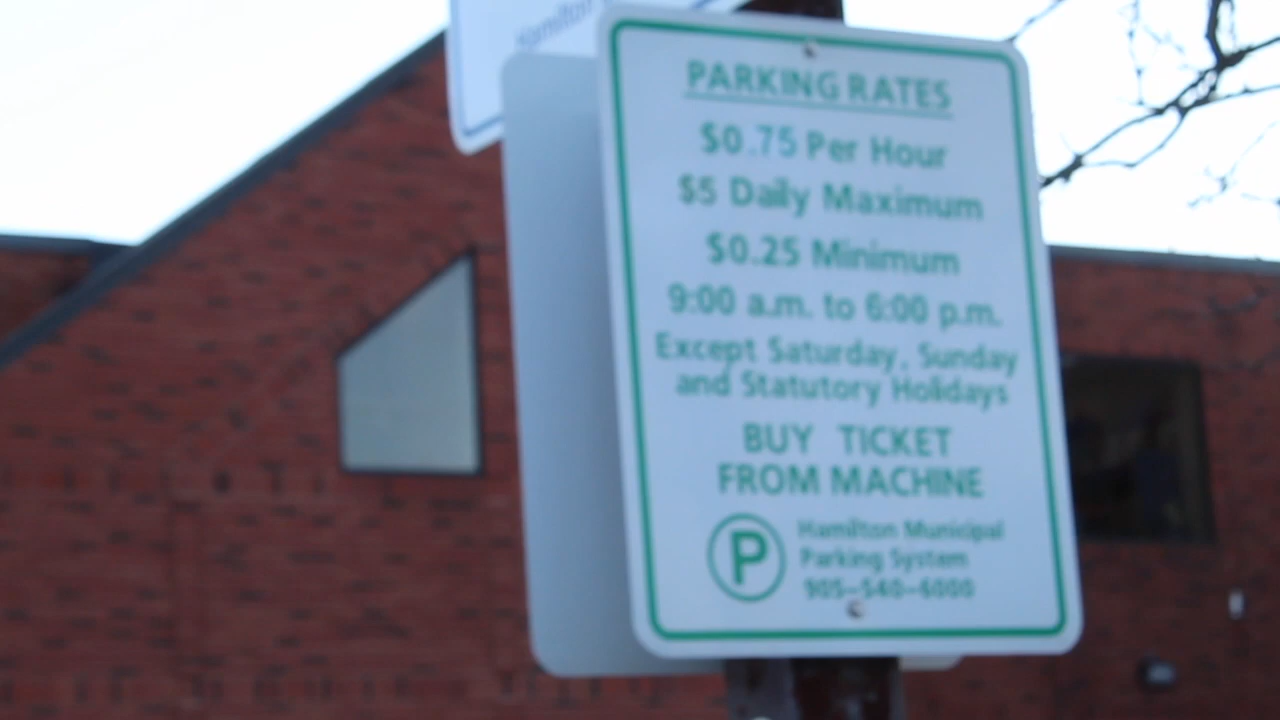 Hamilton
PARKING RATES
$0.75 Per Hour
$5 Daily Maximum
$0.25 Minimum
9:00 a.m. to 6:00 p.m.
Except Saturday, Sunday
and Statutory Holidays
BUY TICKET
FROM MACHINE
P
Hamilton Municipal
Parking System
905-540-6000